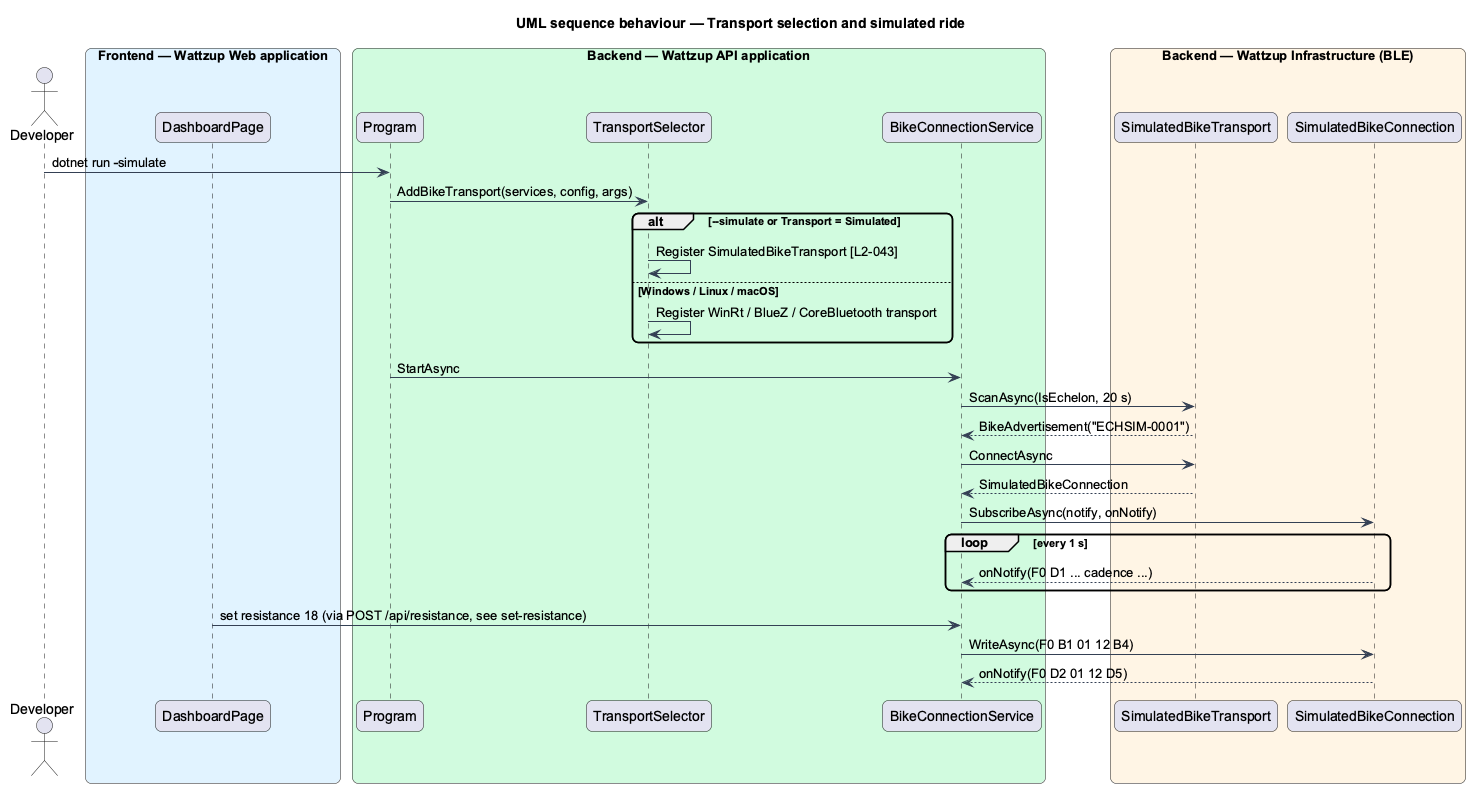 UML sequence behaviour — Transport selection and simulated ride
Frontend — Wattzup Web application
Backend — Wattzup API application
Backend — Wattzup Infrastructure (BLE)
Developer
DashboardPage
Program
TransportSelector
BikeConnectionService
SimulatedBikeTransport
SimulatedBikeConnection
dotnet run -simulate
AddBikeTransport(services, config, args)
alt
[--simulate or Transport = Simulated]
Register SimulatedBikeTransport [L2-043]
[Windows / Linux / macOS]
Register WinRt / BlueZ / CoreBluetooth transport
StartAsync
ScanAsync(IsEchelon, 20 s)
BikeAdvertisement("ECHSIM-0001")
ConnectAsync
SimulatedBikeConnection
SubscribeAsync(notify, onNotify)
loop
[every 1 s]
onNotify(F0 D1 ... cadence ...)
set resistance 18 (via POST /api/resistance, see set-resistance)
WriteAsync(F0 B1 01 12 B4)
onNotify(F0 D2 01 12 D5)
Developer
DashboardPage
Program
TransportSelector
BikeConnectionService
SimulatedBikeTransport
SimulatedBikeConnection